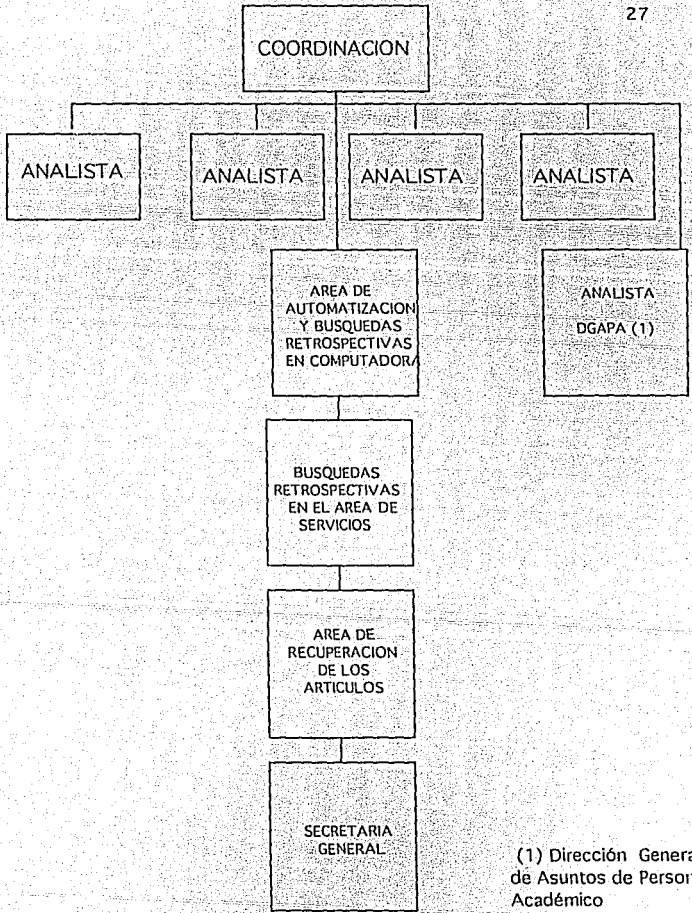 27
COORDINACION
ANALISTA
ANALISTA
ANALISTA
ANALISTA
AREA DE
AUTOMATIZACION
Y BUSQUEDAS
RETROSPECTIVAS
EN COMPUTADORA
ANALISTA
DGAPA (1)
BUSQUEDAS
RETROSPECTIVAS
EN EL AREA DE
SERVICIOS
AREA DE
RECUPERACION
DE LOS
ARTICULOS
SECRETARIA
GENERAL
(1) Dirección Genera
de Asuntos de Person
Académico